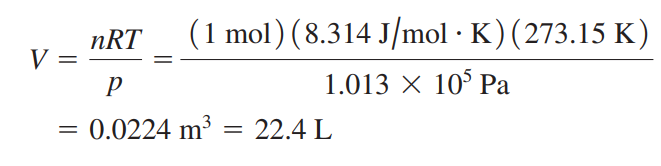 V = nRT / p = (1 mol)(8.314 J/mol · K)(273.15 K) / 1.013 × 10⁵ Pa
= 0.0224 m³ = 22.4 L